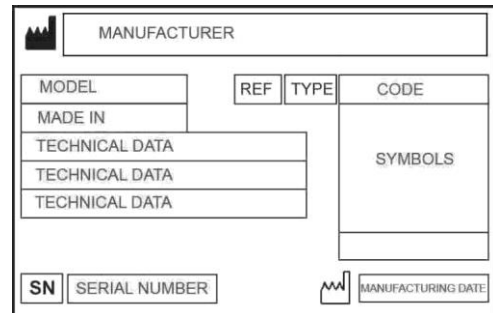 MANUFACTURER
MODEL REF TYPE CODE
MADE IN
TECHNICAL DATA
SYMBOLS
TECHNICAL DATA
TECHNICAL DATA
SN SERIAL NUMBER MANUFACTURING DATE